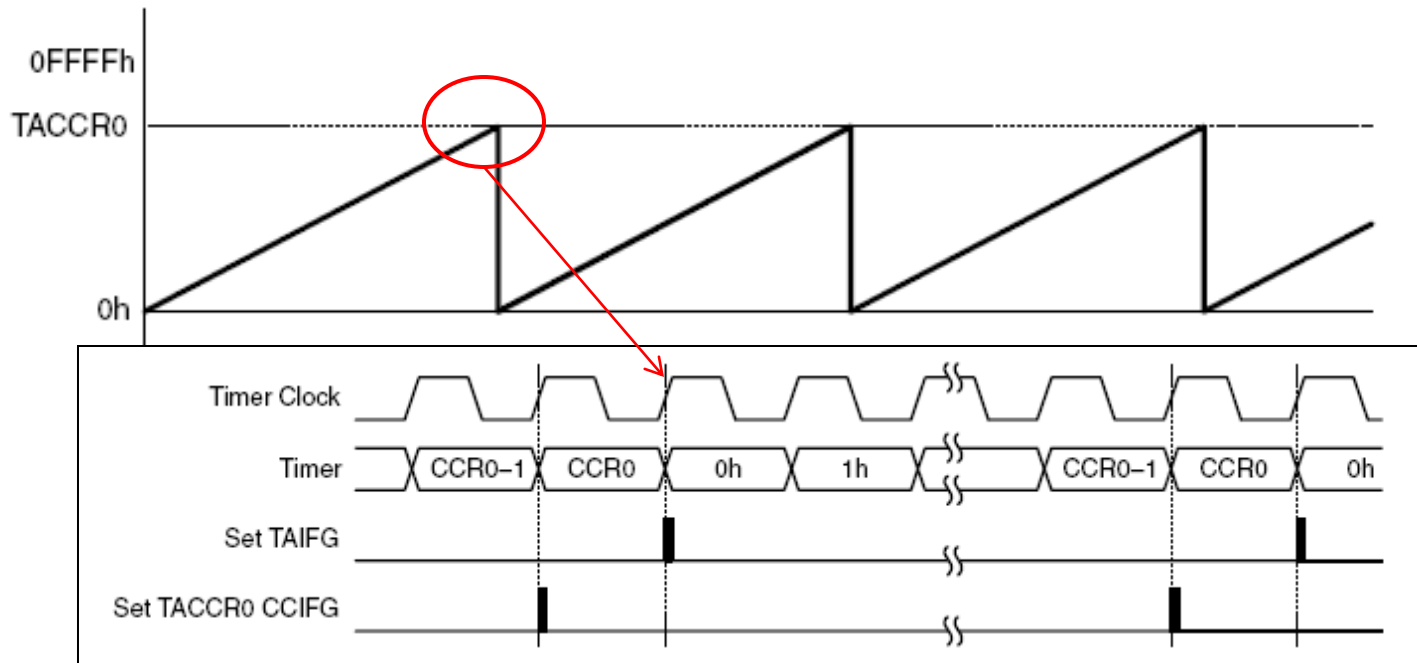 0FFFFh
TACCR0
0h
Timer Clock
Timer CCR0–1 CCR0 0h 1h CCR0–1 CCR0 0h
Set TAIFG
Set TACCR0 CCIFG